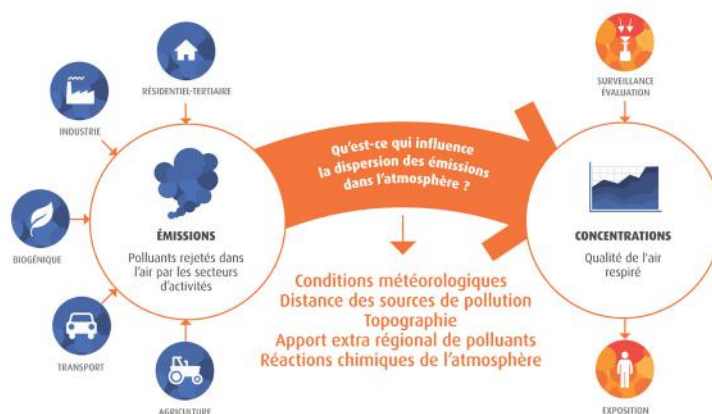 RÉSIDENTIEL-TERTIAIRE
INDUSTRIE
BIOGÉNIQUE
TRANSPORT
AGRICULTURE
ÉMISSIONS
Polluants rejetés dans
l'air par les secteurs
d'activités
Qu'est-ce qui influence
la dispersion des émissions
dans l'atmosphère ?
Conditions météorologiques
Distance des sources de pollution
Topographie
Apport extra régional de polluants
Réactions chimiques de l'atmosphère
SURVEILLANCE
ÉVALUATION
CONCENTRATIONS
Qualité de l'air
respiré
EXPOSITION